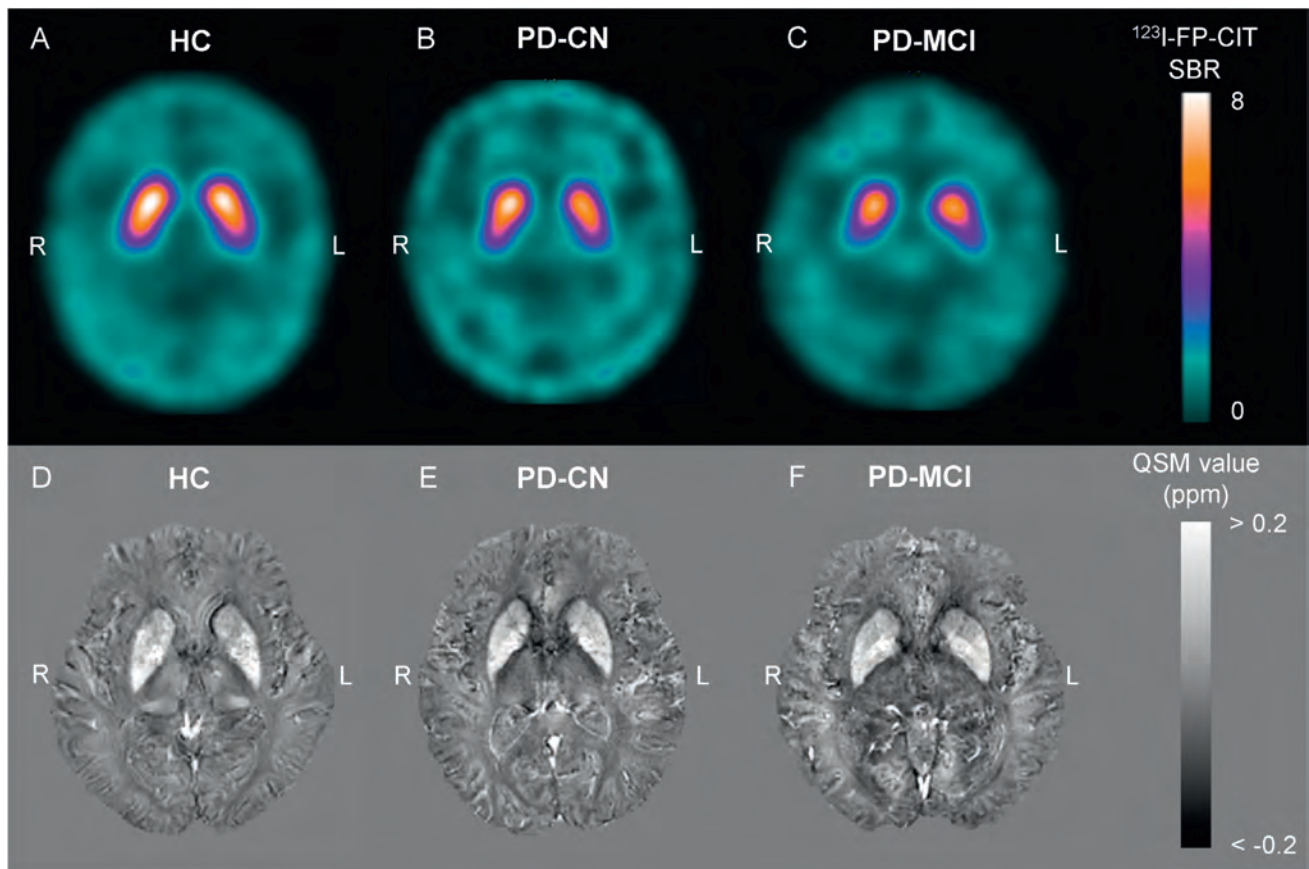 A HC
B PD-CN
C PD-MCI
¹²³I-FP-CIT
SBR
8
R L
R L
R L
0
D HC
E PD-CN
F PD-MCI
QSM value
(ppm)
> 0.2
R L
R L
R L
< -0.2